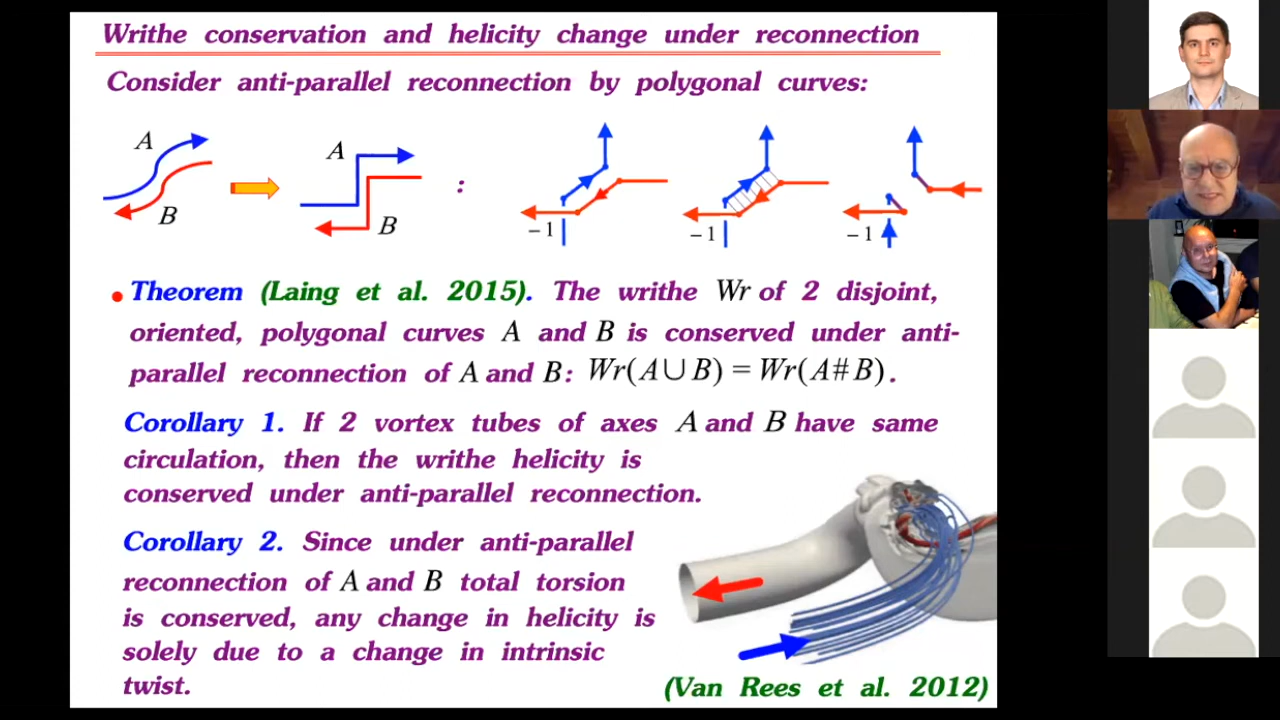 Writhe conservation and helicity change under reconnection
Consider anti-parallel reconnection by polygonal curves:
A
B
A
B
:
– 1
– 1
– 1
• Theorem (Laing et al. 2015). The writhe Wr of 2 disjoint,
oriented, polygonal curves A and B is conserved under anti-
parallel reconnection of A and B: Wr(A∪B) = Wr(A#B).
Corollary 1. If 2 vortex tubes of axes A and B have same
circulation, then the writhe helicity is
conserved under anti-parallel reconnection.
Corollary 2. Since under anti-parallel
reconnection of A and B total torsion
is conserved, any change in helicity is
solely due to a change in intrinsic
twist.
(Van Rees et al. 2012)